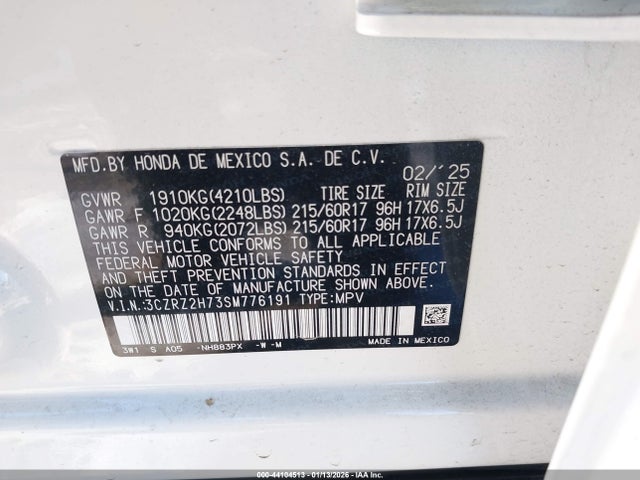 MFD.BY HONDA DE MEXICO S.A. DE C.V.
02/'25
GVWR 1910KG(4210LBS) TIRE SIZE RIM SIZE
GAWR F 1020KG(2248LBS) 215/60R17 96H 17X6.5J
GAWR R 940KG(2072LBS) 215/60R17 96H 17X6.5J
THIS VEHICLE CONFORMS TO ALL APPLICABLE
FEDERAL MOTOR VEHICLE SAFETY
AND THEFT PREVENTION STANDARDS IN EFFECT ON
THE DATE OF MANUFACTURE SHOWN ABOVE.
V.I.N.:3CZRZ2H73SM776191 TYPE:MPV
3W1 S A05 -NH883PX -W -M MADE IN MEXICO
000-44104513 - 01/13/2026 - IAA Inc.